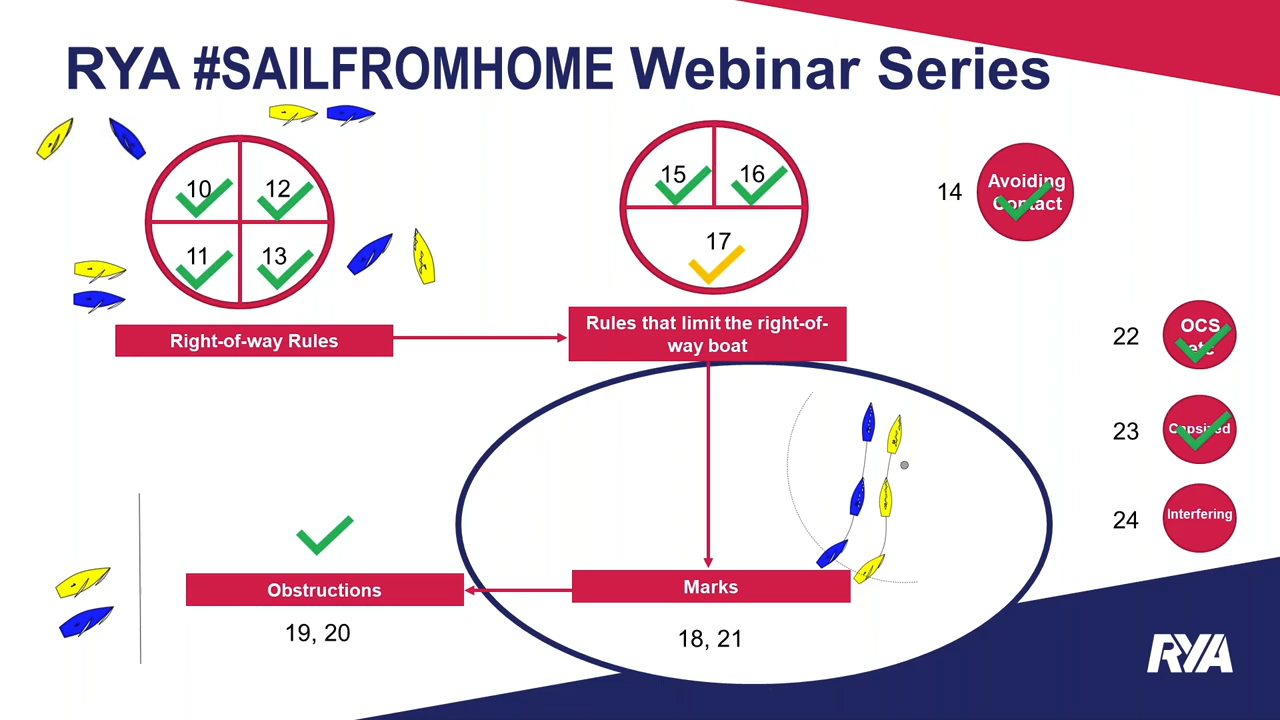 RYA #SAILFROMHOME Webinar Series
10
12
11
13
Right-of-way Rules
15
16
17
Rules that limit the right-of-
way boat
14
Avoiding
Contact
22
OCS
etc
23
Capsized
24
Interfering
Obstructions
19, 20
Marks
18, 21
RYA